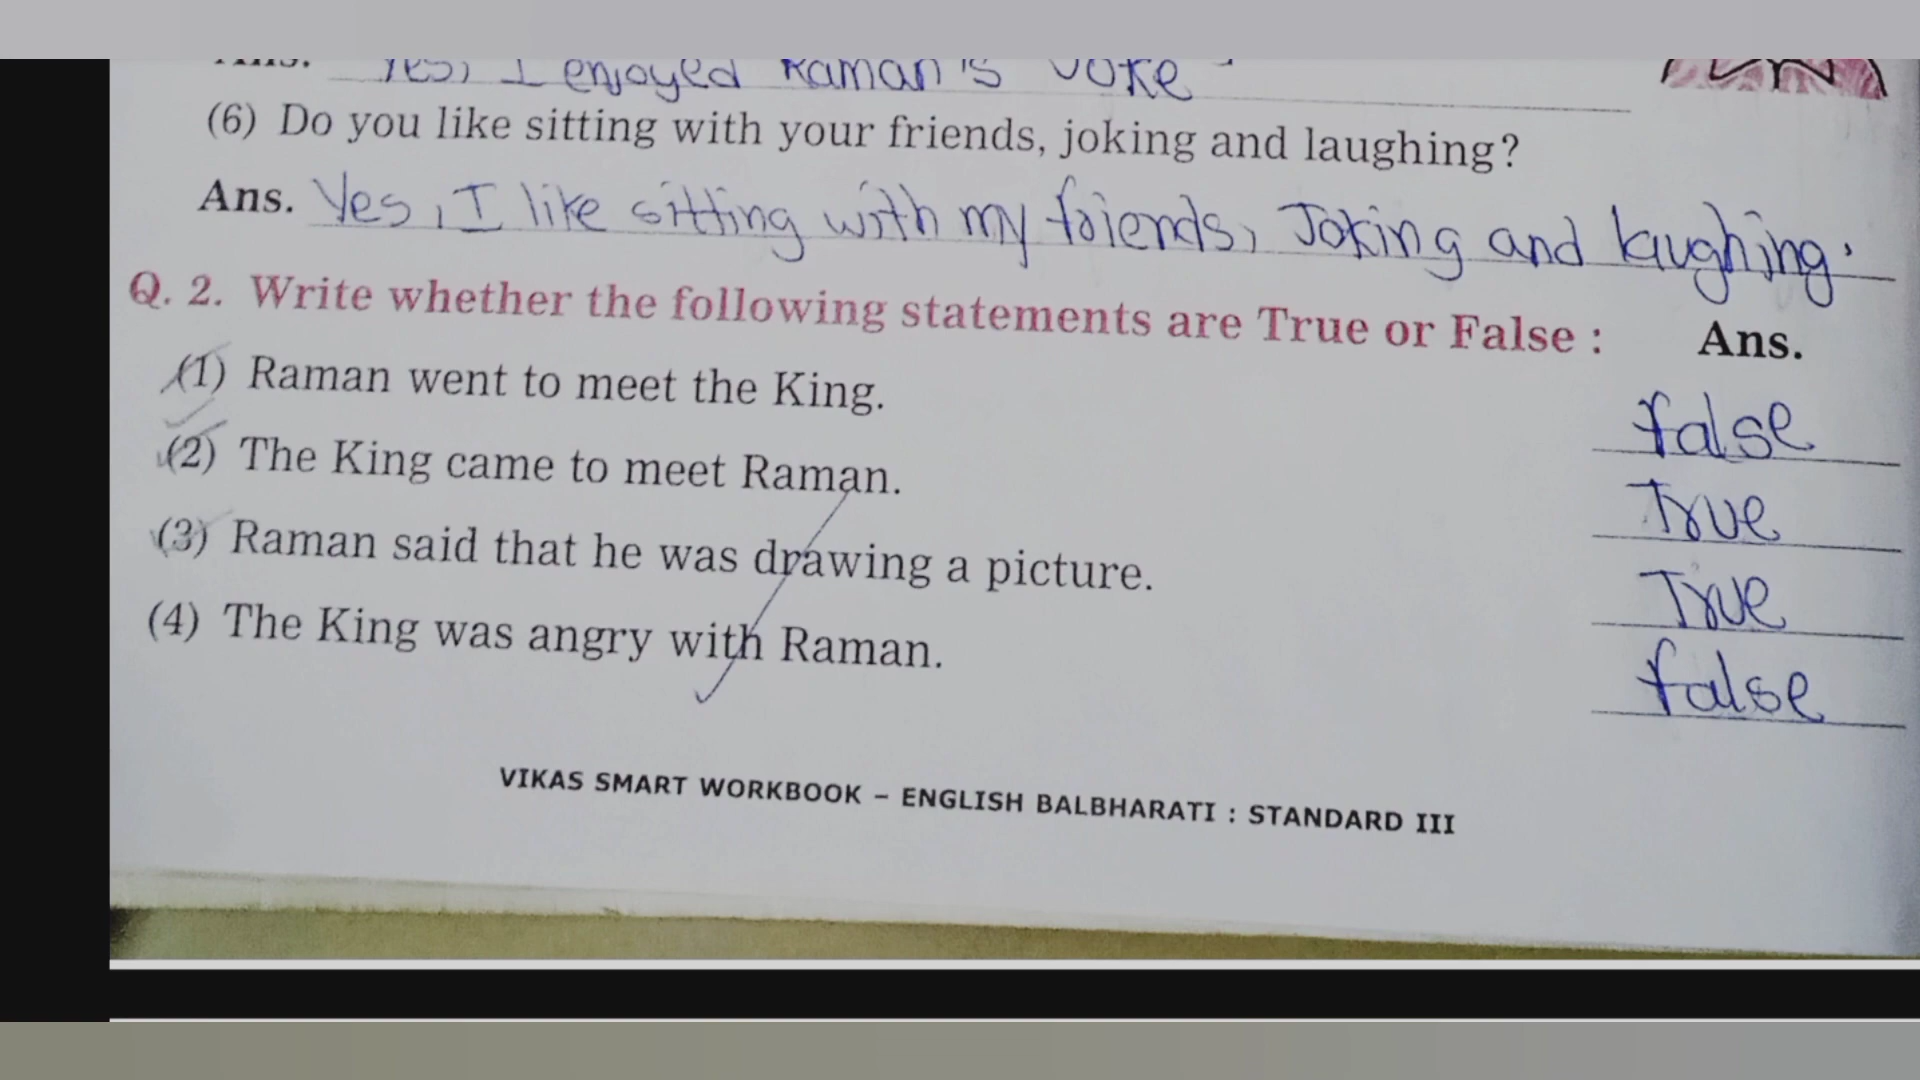 Ans. Yes, I enjoyed Raman's Joke
(6) Do you like sitting with your friends, joking and laughing?
Ans. Yes, I like sitting with my friends, Joking and laughing.
Q. 2. Write whether the following statements are True or False : Ans.
(1) Raman went to meet the King. false
(2) The King came to meet Raman. True
(3) Raman said that he was drawing a picture. True
(4) The King was angry with Raman. false
VIKAS SMART WORKBOOK – ENGLISH BALBHARATI : STANDARD III